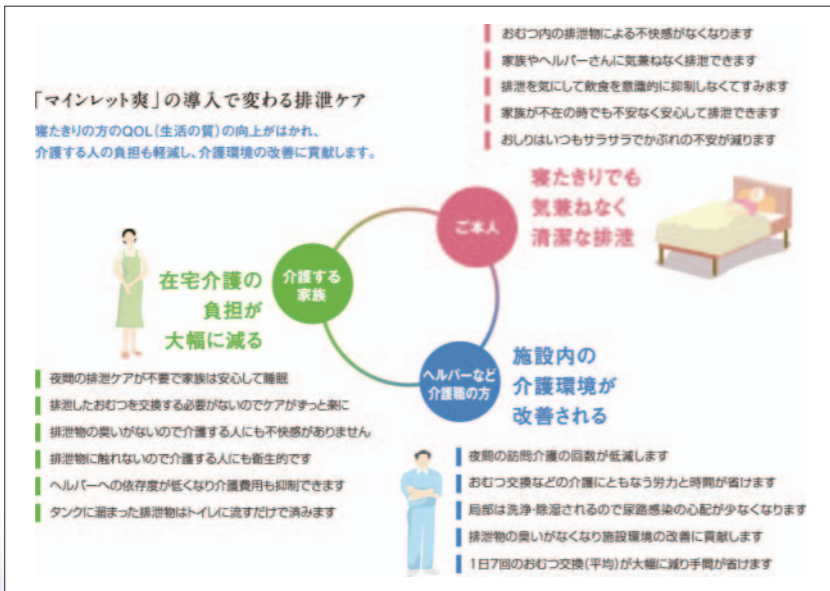 おむつ内の排泄物による不快感がなくなります
家族やヘルパーさんに気兼ねなく排泄できます
排泄を気にして飲食を意識的に抑制しなくてすみます
家族が不在の時でも不安なく安心して排泄できます
おしりはいつもサラサラでかぶれの不安が減ります
「マインレット爽」の導入で変わる排泄ケア
寝たきりの方のQOL(生活の質)の向上がはかれ、
介護する人の負担も軽減し、介護環境の改善に貢献します。
ご本人
寝たきりでも
気兼ねなく
清潔な排泄
介護する
家族
在宅介護の
負担が
大幅に減る
ヘルパーなど
介護職の方
施設内の
介護環境が
改善される
夜間の排泄ケアが不要で家族は安心して睡眠
排泄したおむつを交換する必要がないのでケアがずっと楽に
排泄物の臭いがないので介護する人にも不快感がありません
排泄物に触れないので介護する人にも衛生的です
ヘルパーへの依存度が低くなり介護費用も抑制できます
タンクに溜まった排泄物はトイレに流すだけで済みます
夜間の訪問介護の回数が低減します
おむつ交換などの介護にともなう労力と時間が省けます
局部は洗浄・除湿されるので尿路感染の心配が少なくなります
排泄物の臭いがなくなり施設環境の改善に貢献します
1日7回のおむつ交換(平均)が大幅に減り手間が省けます